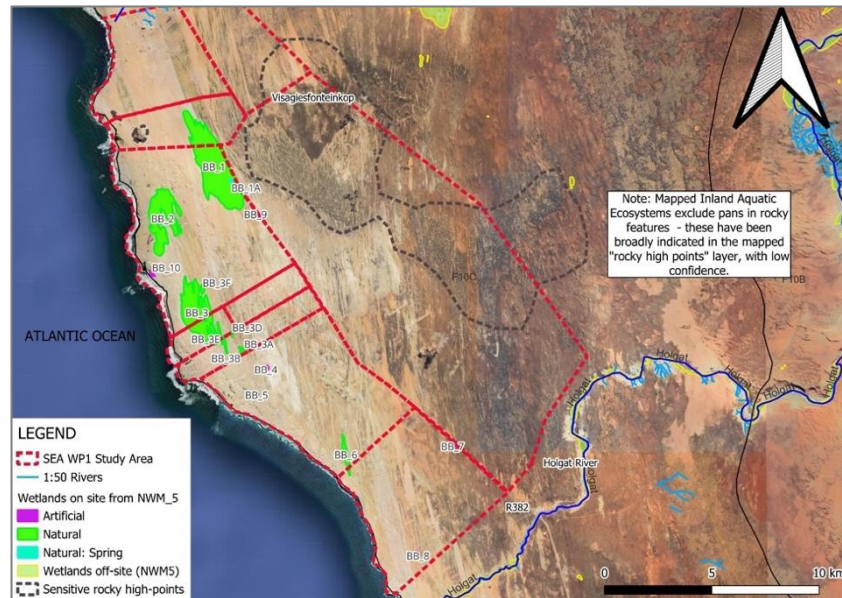 Visagiesfonteinkop
BB_1
BB_1A
BB_2
BB_9
Note: Mapped Inland Aquatic
Ecosystems exclude pans in rocky
features - these have been
broadly indicated in the mapped
"rocky high points" layer, with low
confidence.
BB_10
BB_3F
F10C
F10B
BB_3
BB_3D
ATLANTIC OCEAN
BB_3E
BB_3A
BB_3B
BB_4
Holgat
Holgat
Holgat
BB_5
BB_6
BB_7
Holgat River
Holgat
R382
BB_8
Holgat
LEGEND
SEA WP1 Study Area
1:50 Rivers
Wetlands on site from NWM_5
Artificial
Natural
Natural: Spring
Wetlands off-site (NWM5)
Sensitive rocky high-points
0 5 10 km